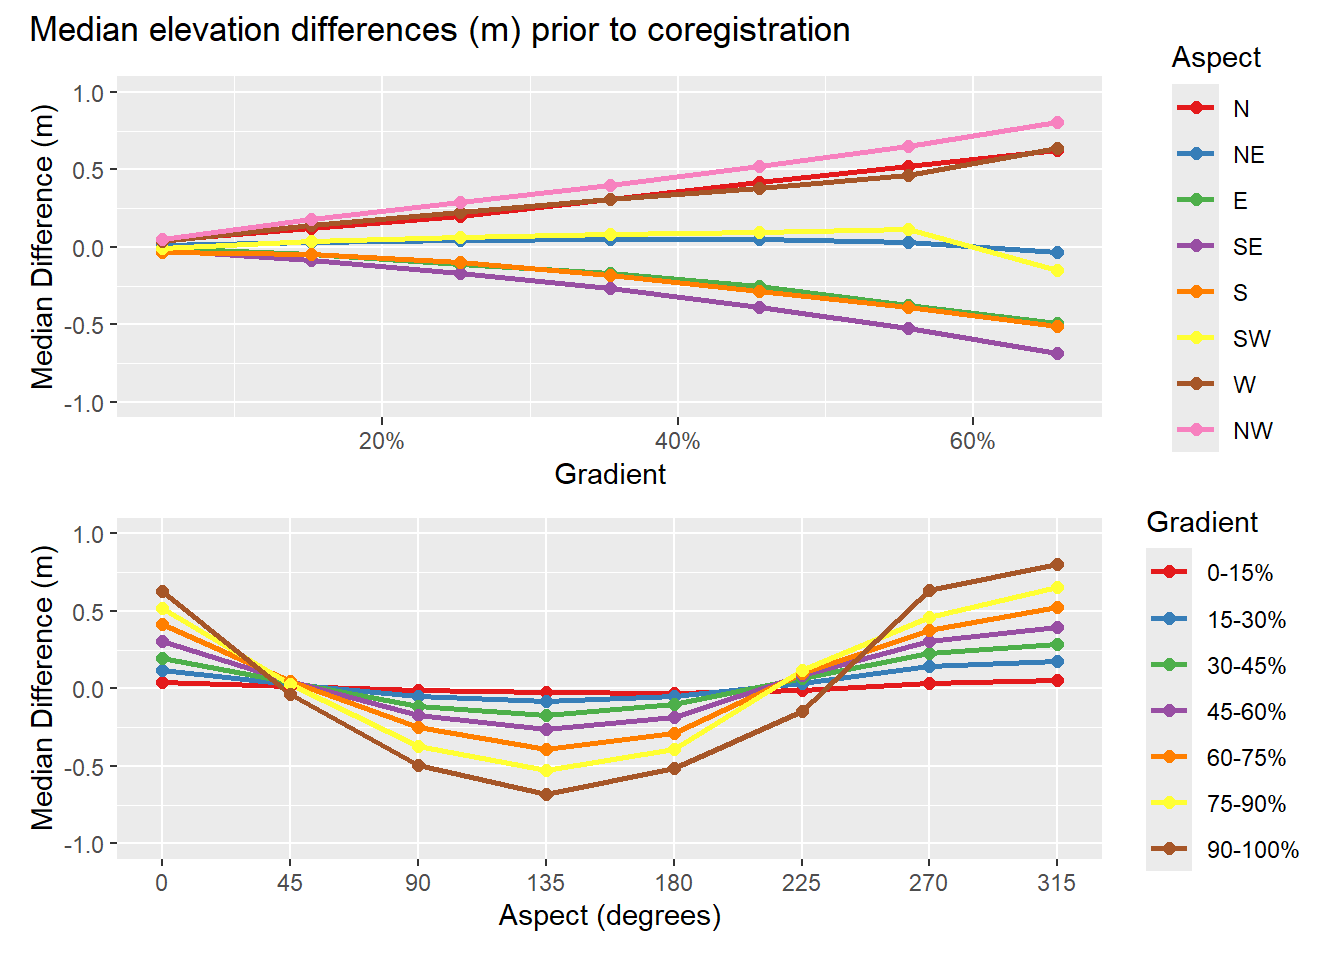 Median elevation differences (m) prior to coregistration
Median Difference (m)
1.0
0.5
0.0
-0.5
-1.0
20% 40% 60%
Gradient
Aspect
N
NE
E
SE
S
SW
W
NW
Median Difference (m)
1.0
0.5
0.0
-0.5
-1.0
0 45 90 135 180 225 270 315
Aspect (degrees)
Gradient
0-15%
15-30%
30-45%
45-60%
60-75%
75-90%
90-100%